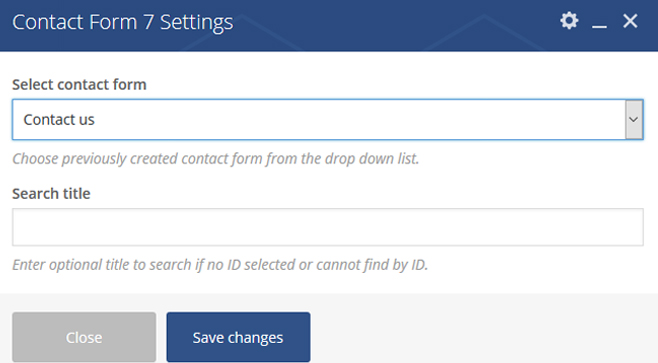 Contact Form 7 Settings
Select contact form
Contact us
Choose previously created contact form from the drop down list.
Search title
Enter optional title to search if no ID selected or cannot find by ID.
Close
Save changes